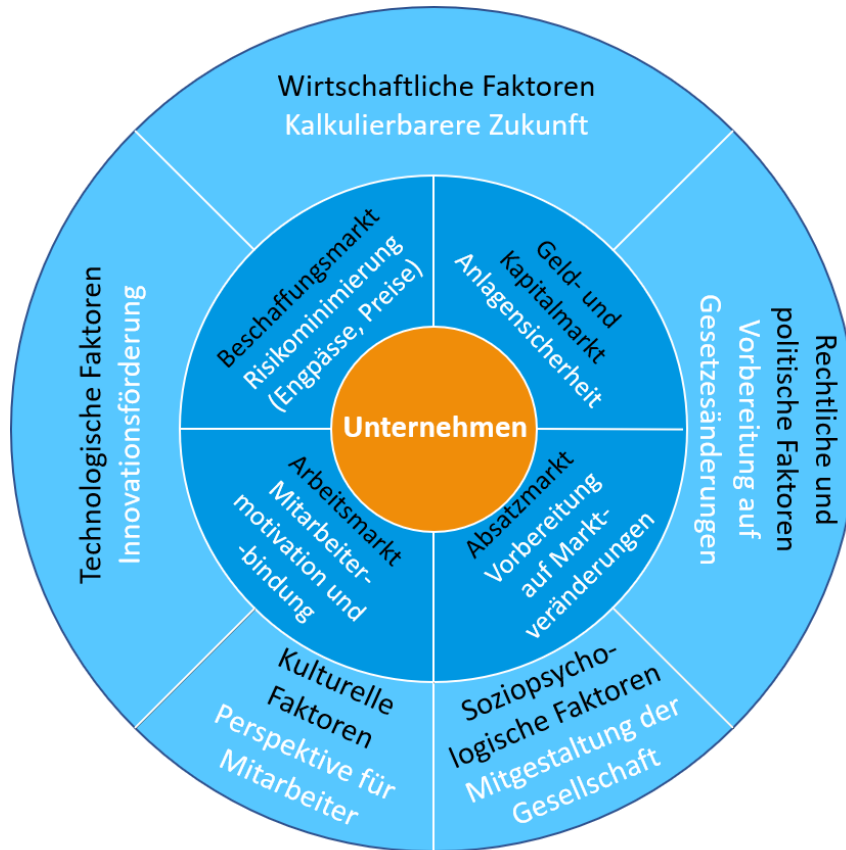 Wirtschaftliche Faktoren
Kalkulierbarere Zukunft
Beschaffungsmarkt
Risikominimierung
(Engpässe, Preise)
Geld- und
Kapitalmarkt
Anlagensicherheit
Technologische Faktoren
Innovationsförderung
Unternehmen
Rechtliche und
politische Faktoren
Vorbereitung auf
Gesetzesänderungen
Arbeitsmarkt
Mitarbeiter-
motivation und
-bindung
Absatzmarkt
Vorbereitung
auf Markt-
veränderungen
Kulturelle
Faktoren
Perspektive für
Mitarbeiter
Soziopsycho-
logische Faktoren
Mitgestaltung der
Gesellschaft